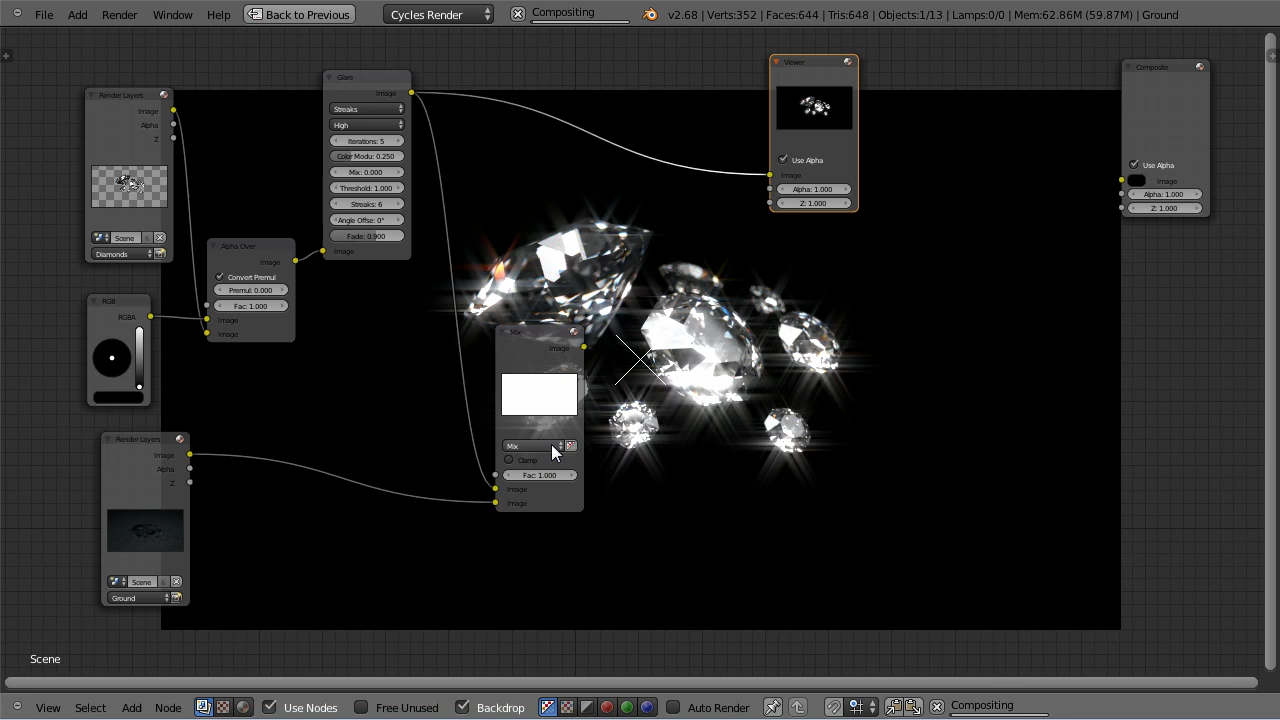 File Add Render Window Help Back to Previous Cycles Render Compositing v2.68 | Verts:352 | Faces:644 | Tris:648 | Objects:1/13 | Lamps:0/0 | Mem:62.86M (59.87M) | Ground
Render Layers
Image
Alpha
Z
Scene 6
Diamonds
RGB
RGBA
Render Layers
Image
Alpha
Z
Scene 6
Ground
Alpha Over
Image
Convert Premul
Premul: 0.000
Fac: 1.000
Image
Image
Glare
Image
Streaks
High
Iterations: 5
Color Modu: 0.250
Mix: 0.000
Threshold: 1.000
Streaks: 6
Angle Offse: 0°
Fade: 0.900
Image
Mix
Image
Mix
Clamp
Fac: 1.000
Image
Image
Viewer
Use Alpha
Image
Alpha: 1.000
Z: 1.000
Composite
Use Alpha
Image
Alpha: 1.000
Z: 1.000
Scene
View Select Add Node Use Nodes Free Unused Backdrop Auto Render Compositing